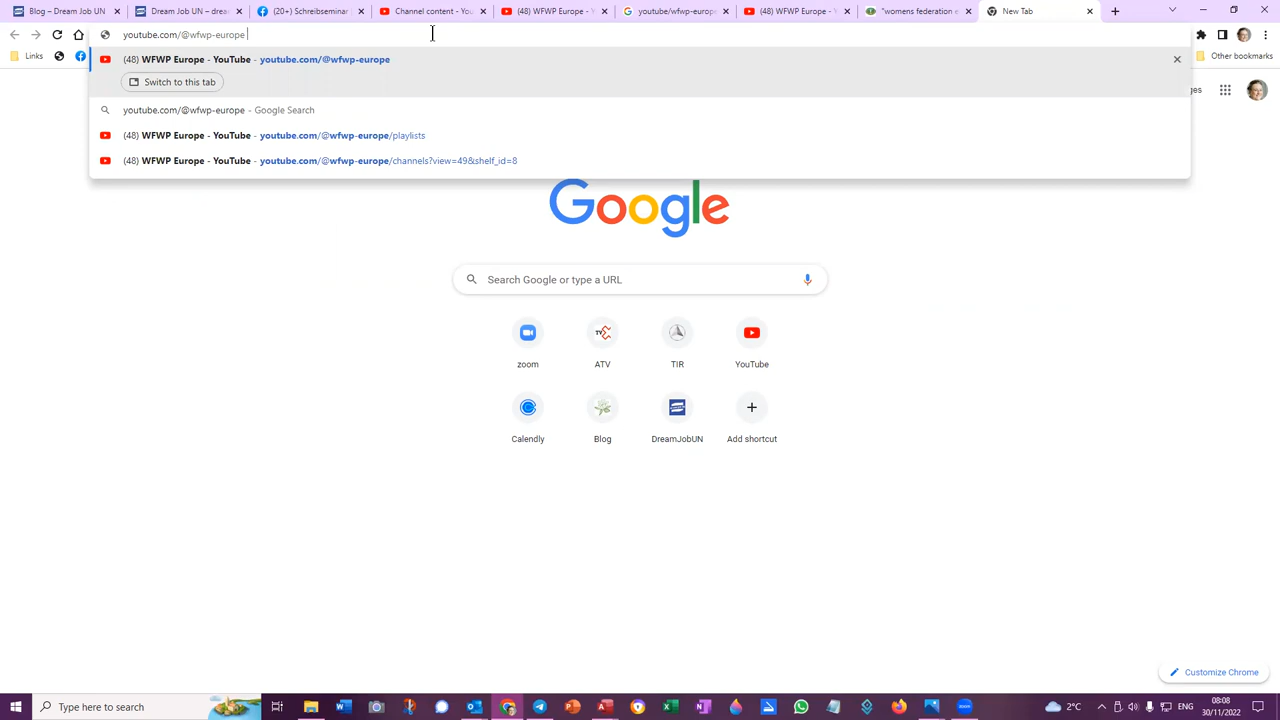 Blog – Dream Job UN
Dream Job UN – dre
(20+) Schreibseminar
Channel content - You
(48) WFWP Europe - Y
youtube/wfwp-europe
(48) WFWP Europe - Y
"womens federation
New Tab
youtube.com/@wfwp-europe
Links
Other bookmarks
(48) WFWP Europe - YouTube - youtube.com/@wfwp-europe
Switch to this tab
youtube.com/@wfwp-europe - Google Search
(48) WFWP Europe - YouTube - youtube.com/@wfwp-europe/playlists
(48) WFWP Europe - YouTube - youtube.com/@wfwp-europe/channels?view=49&shelf_id=8
Google
Search Google or type a URL
zoom
ATV
TIR
YouTube
Calendly
Blog
DreamJobUN
Add shortcut
Customize Chrome
Type here to search
2°C
ENG
08:08
30/11/2022